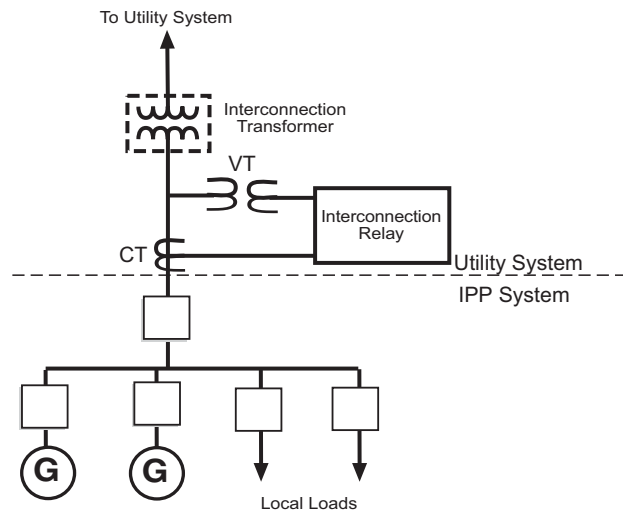 To Utility System
Interconnection
Transformer
VT
Interconnection
Relay
CT
Utility System
IPP System
G
G
Local Loads